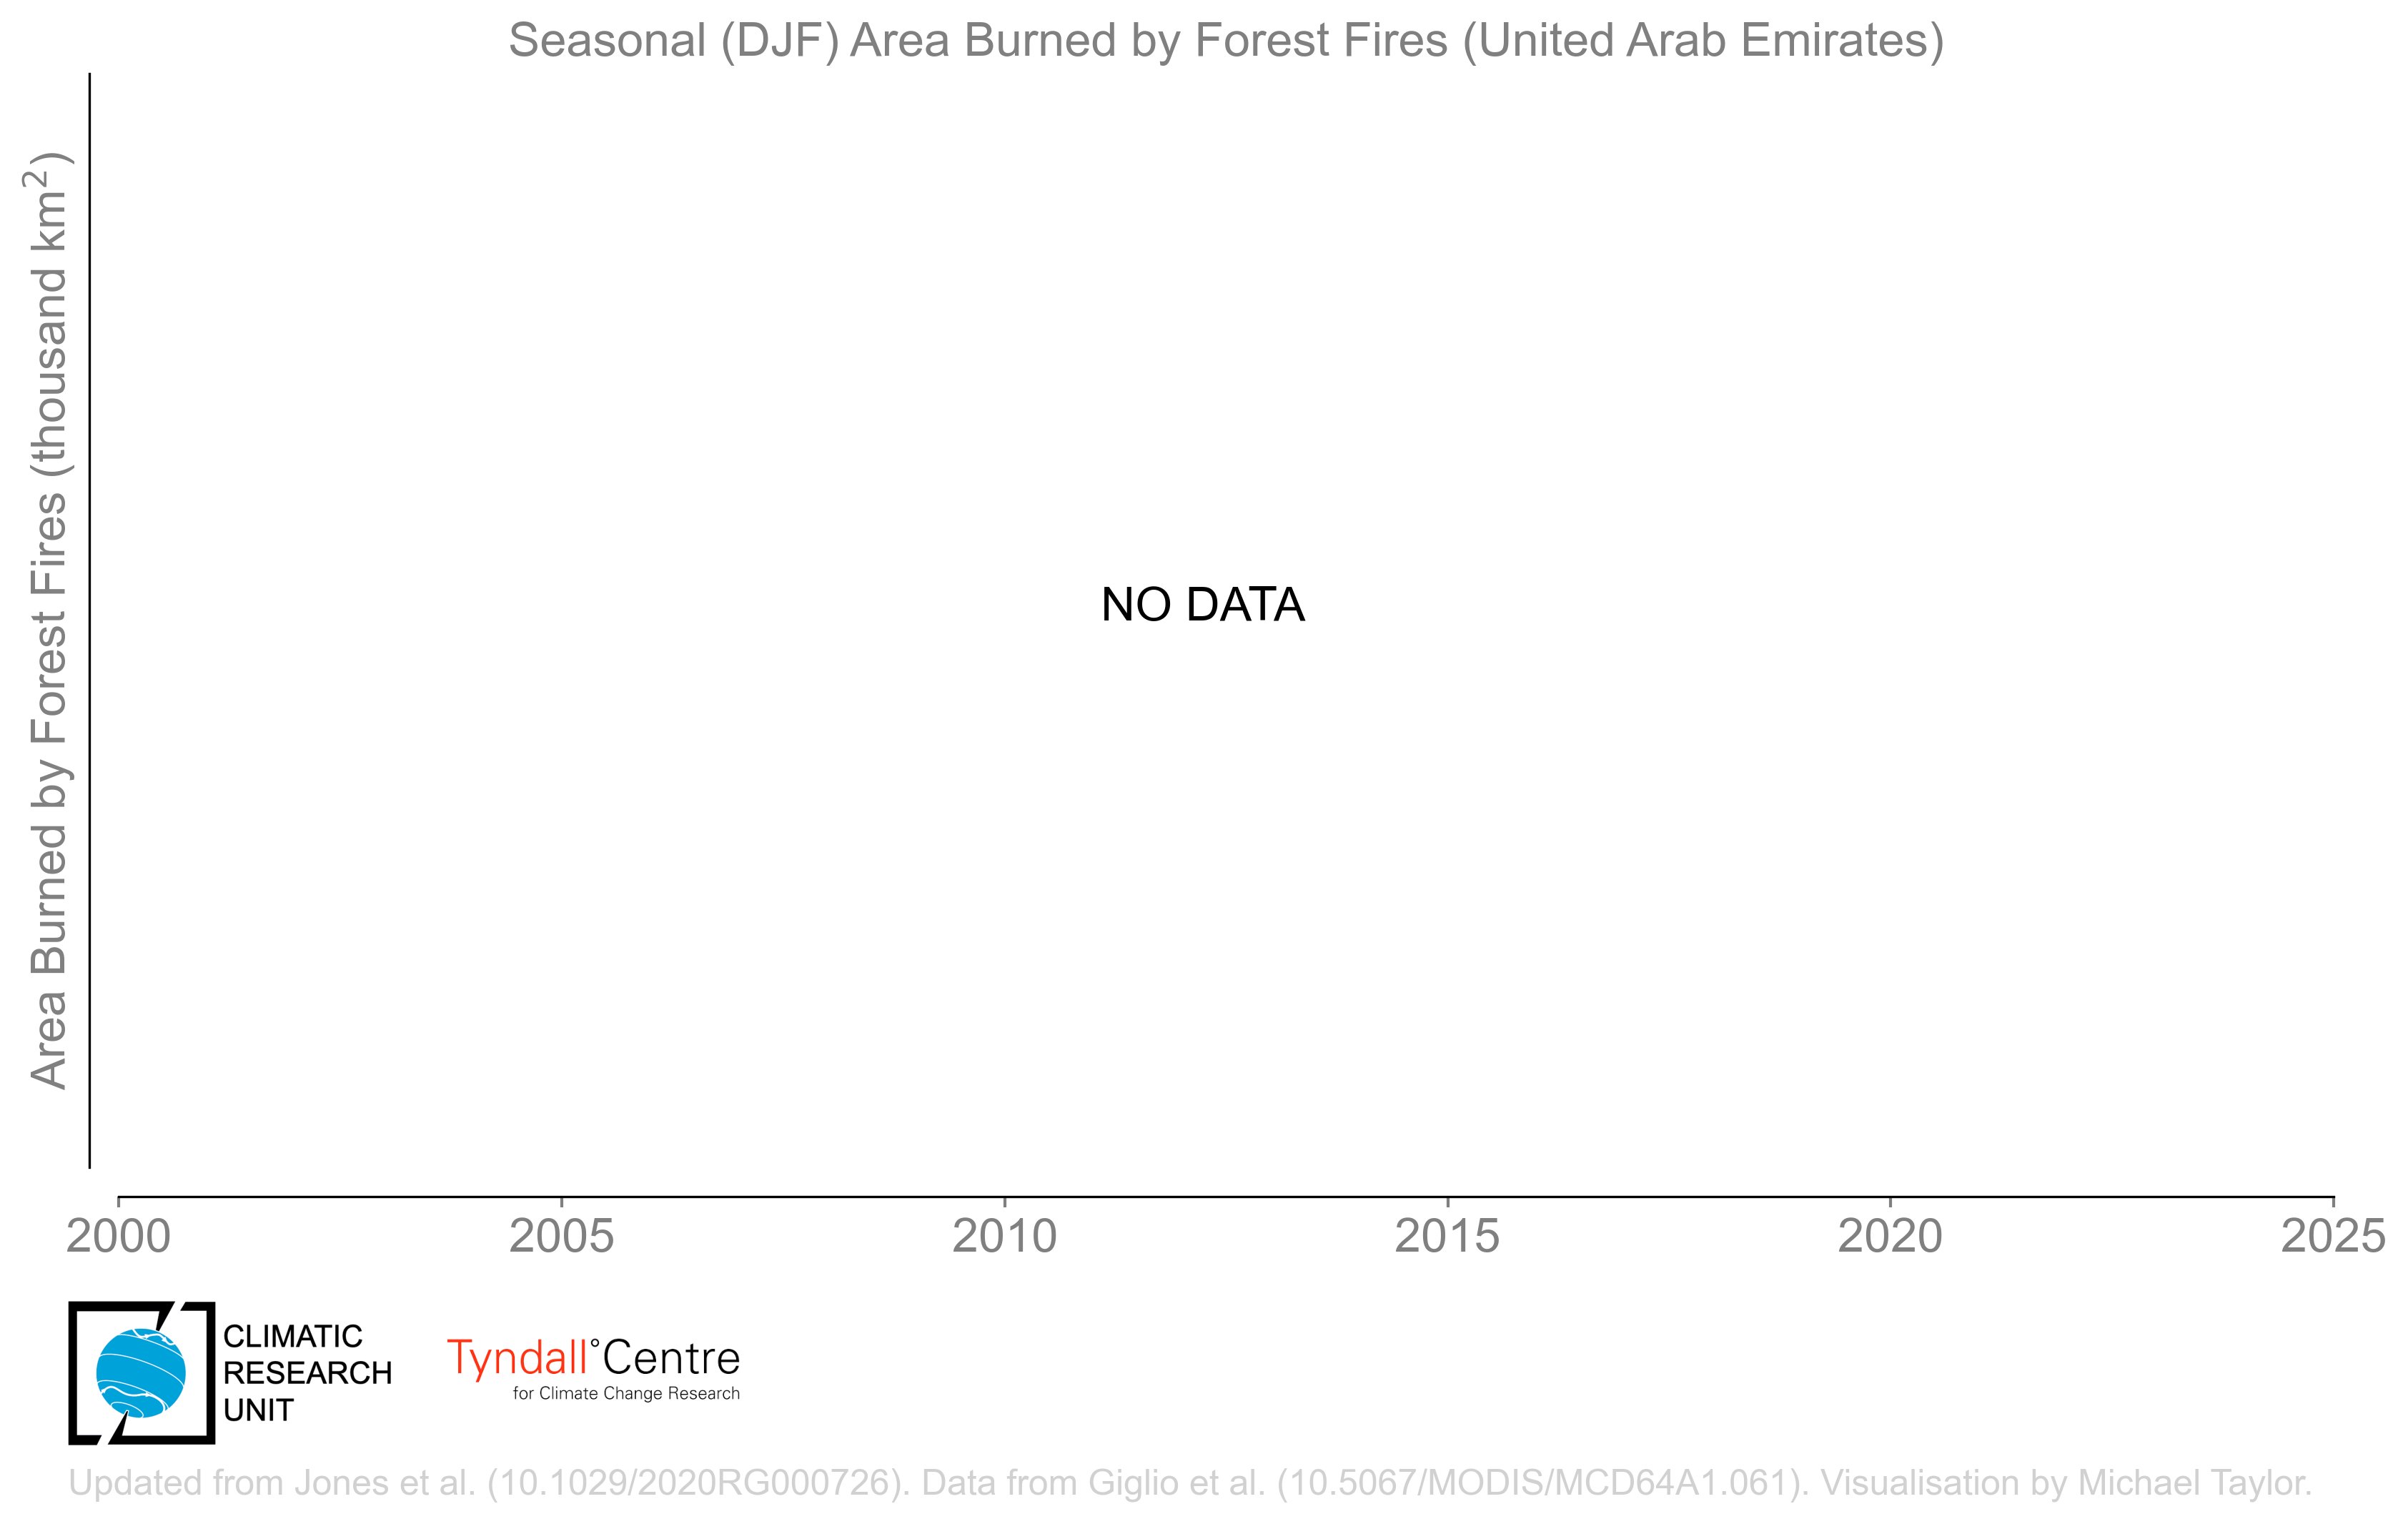 Seasonal (DJF) Area Burned by Forest Fires (United Arab Emirates)
Area Burned by Forest Fires (thousand km²)
NO DATA
2000 2005 2010 2015 2020 2025
CLIMATIC
RESEARCH
UNIT
Tyndall°Centre
for Climate Change Research
Updated from Jones et al. (10.1029/2020RG000726). Data from Giglio et al. (10.5067/MODIS/MCD64A1.061). Visualisation by Michael Taylor.